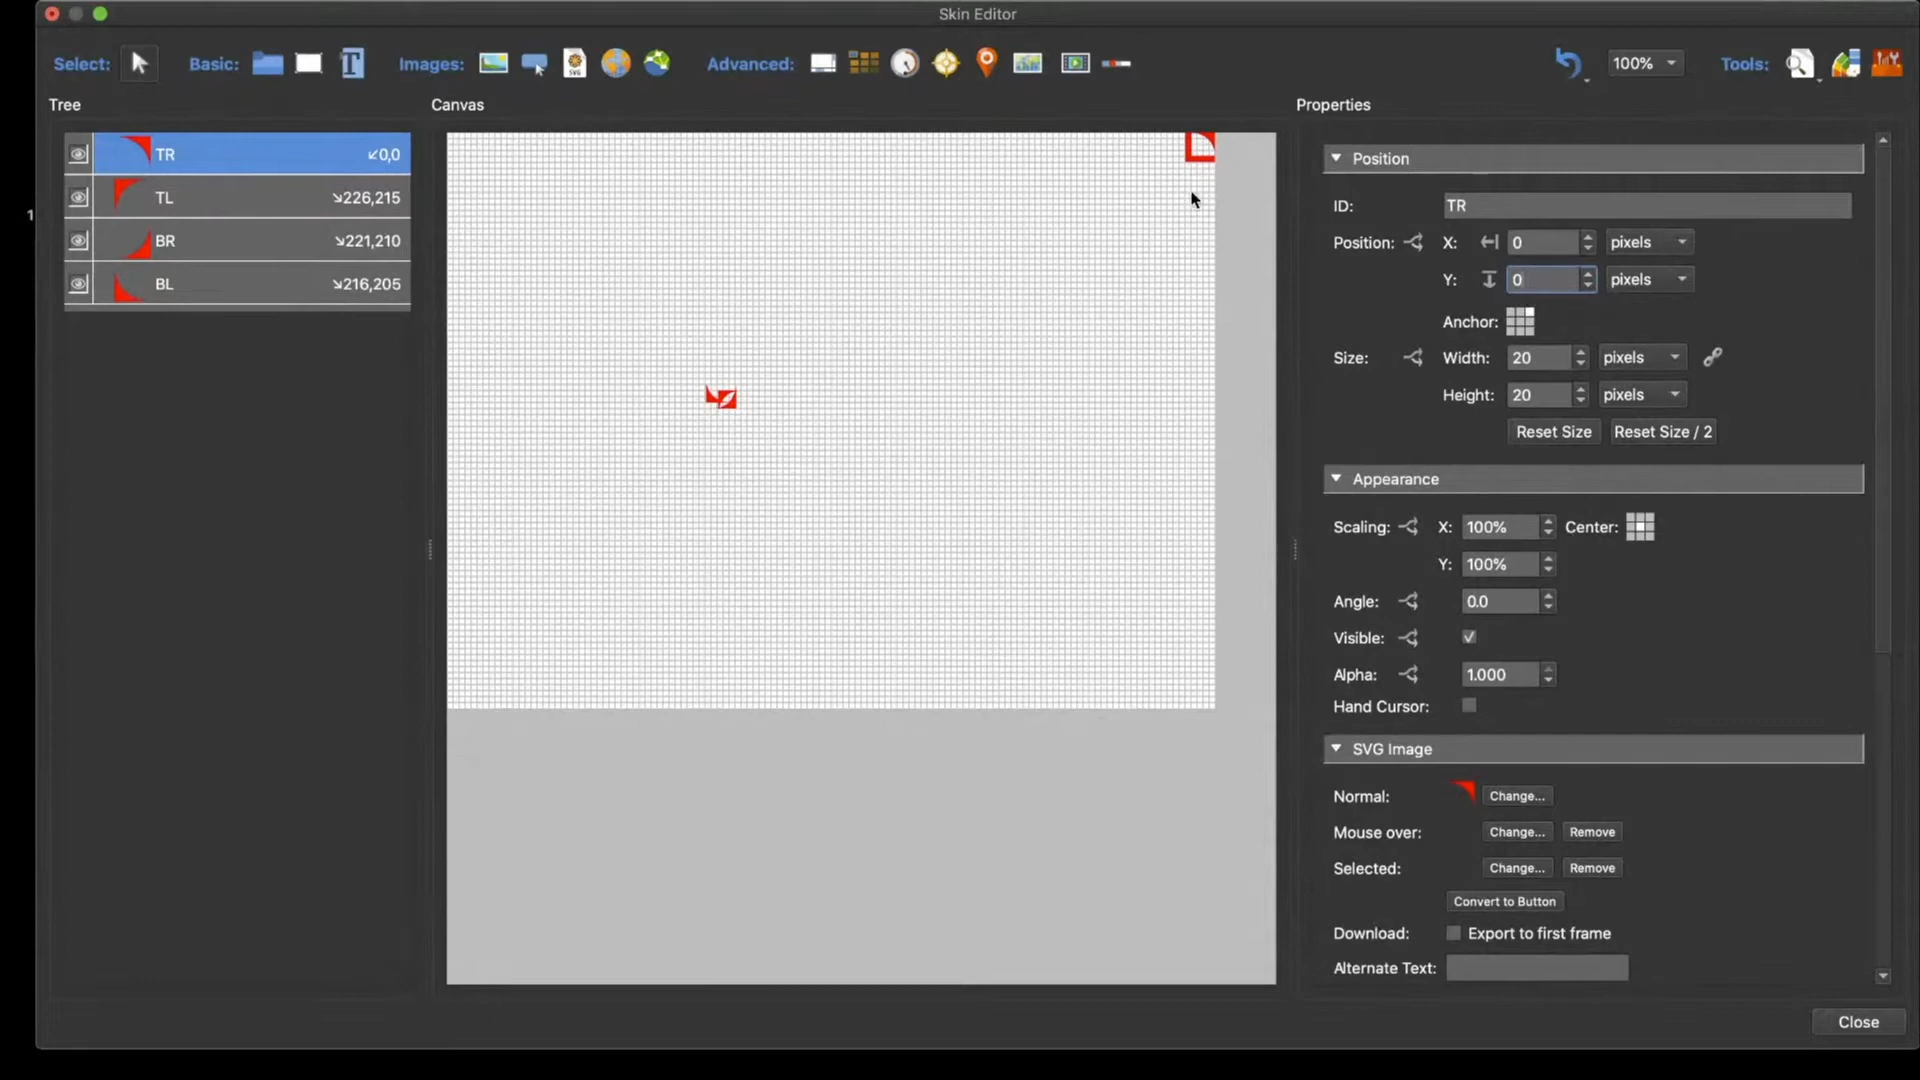 Skin Editor
Select: Basic: T Images: SVG Advanced: 100% Tools:
Tree Canvas Properties
TR ↙0,0
TL ↘226,215
BR ↘221,210
BL ↘216,205
1
Position
ID: TR
Position: X: 0 pixels
Y: 0 pixels
Anchor:
Size: Width: 20 pixels
Height: 20 pixels
Reset Size Reset Size / 2
Appearance
Scaling: X: 100% Center:
Y: 100%
Angle: 0.0
Visible:
Alpha: 1.000
Hand Cursor:
SVG Image
Normal: Change...
Mouse over: Change... Remove
Selected: Change... Remove
Convert to Button
Download: Export to first frame
Alternate Text:
Close